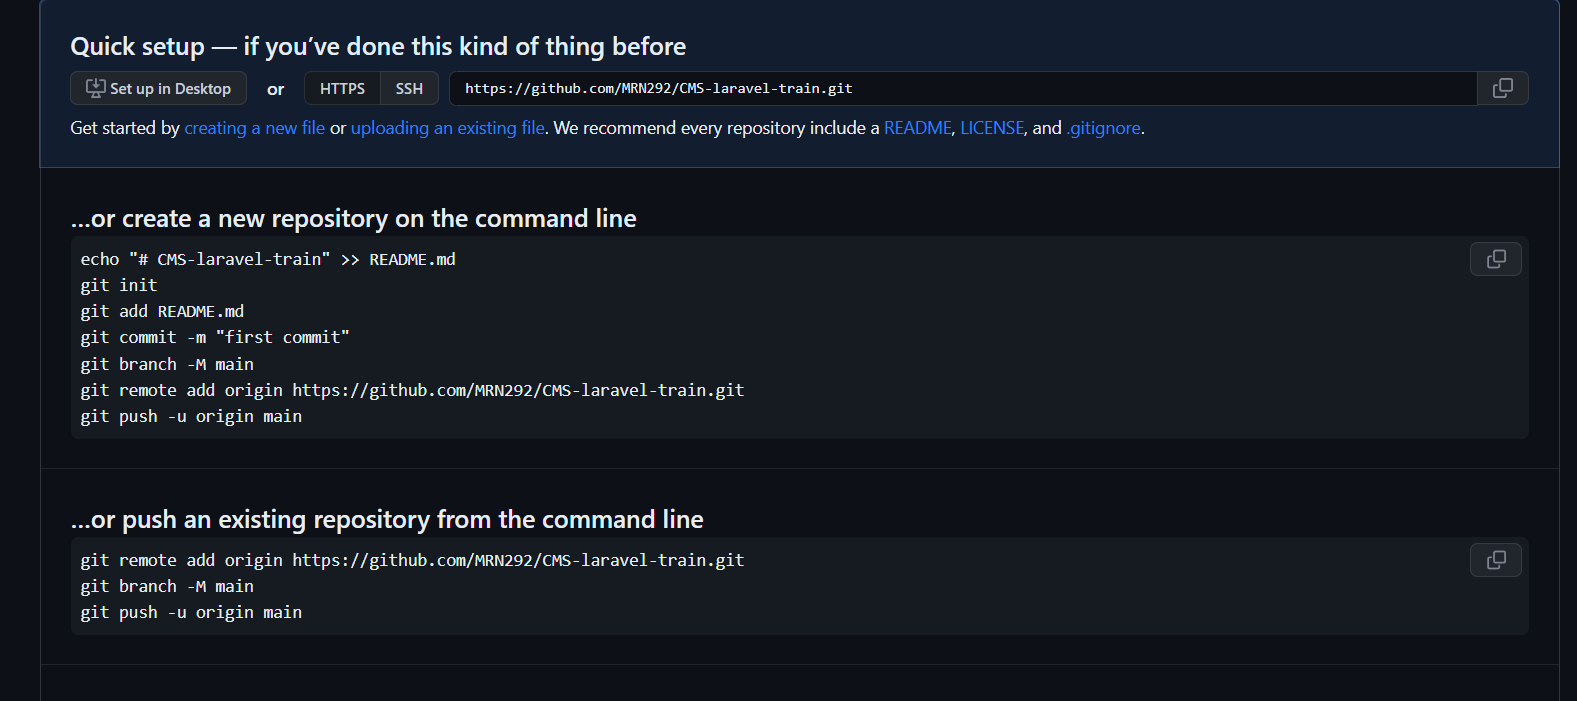 Quick setup — if you’ve done this kind of thing before
Set up in Desktop or HTTPS SSH https://github.com/MRN292/CMS-laravel-train.git
Get started by creating a new file or uploading an existing file. We recommend every repository include a README, LICENSE, and .gitignore.
…or create a new repository on the command line
echo "# CMS-laravel-train" >> README.md
git init
git add README.md
git commit -m "first commit"
git branch -M main
git remote add origin https://github.com/MRN292/CMS-laravel-train.git
git push -u origin main
…or push an existing repository from the command line
git remote add origin https://github.com/MRN292/CMS-laravel-train.git
git branch -M main
git push -u origin main